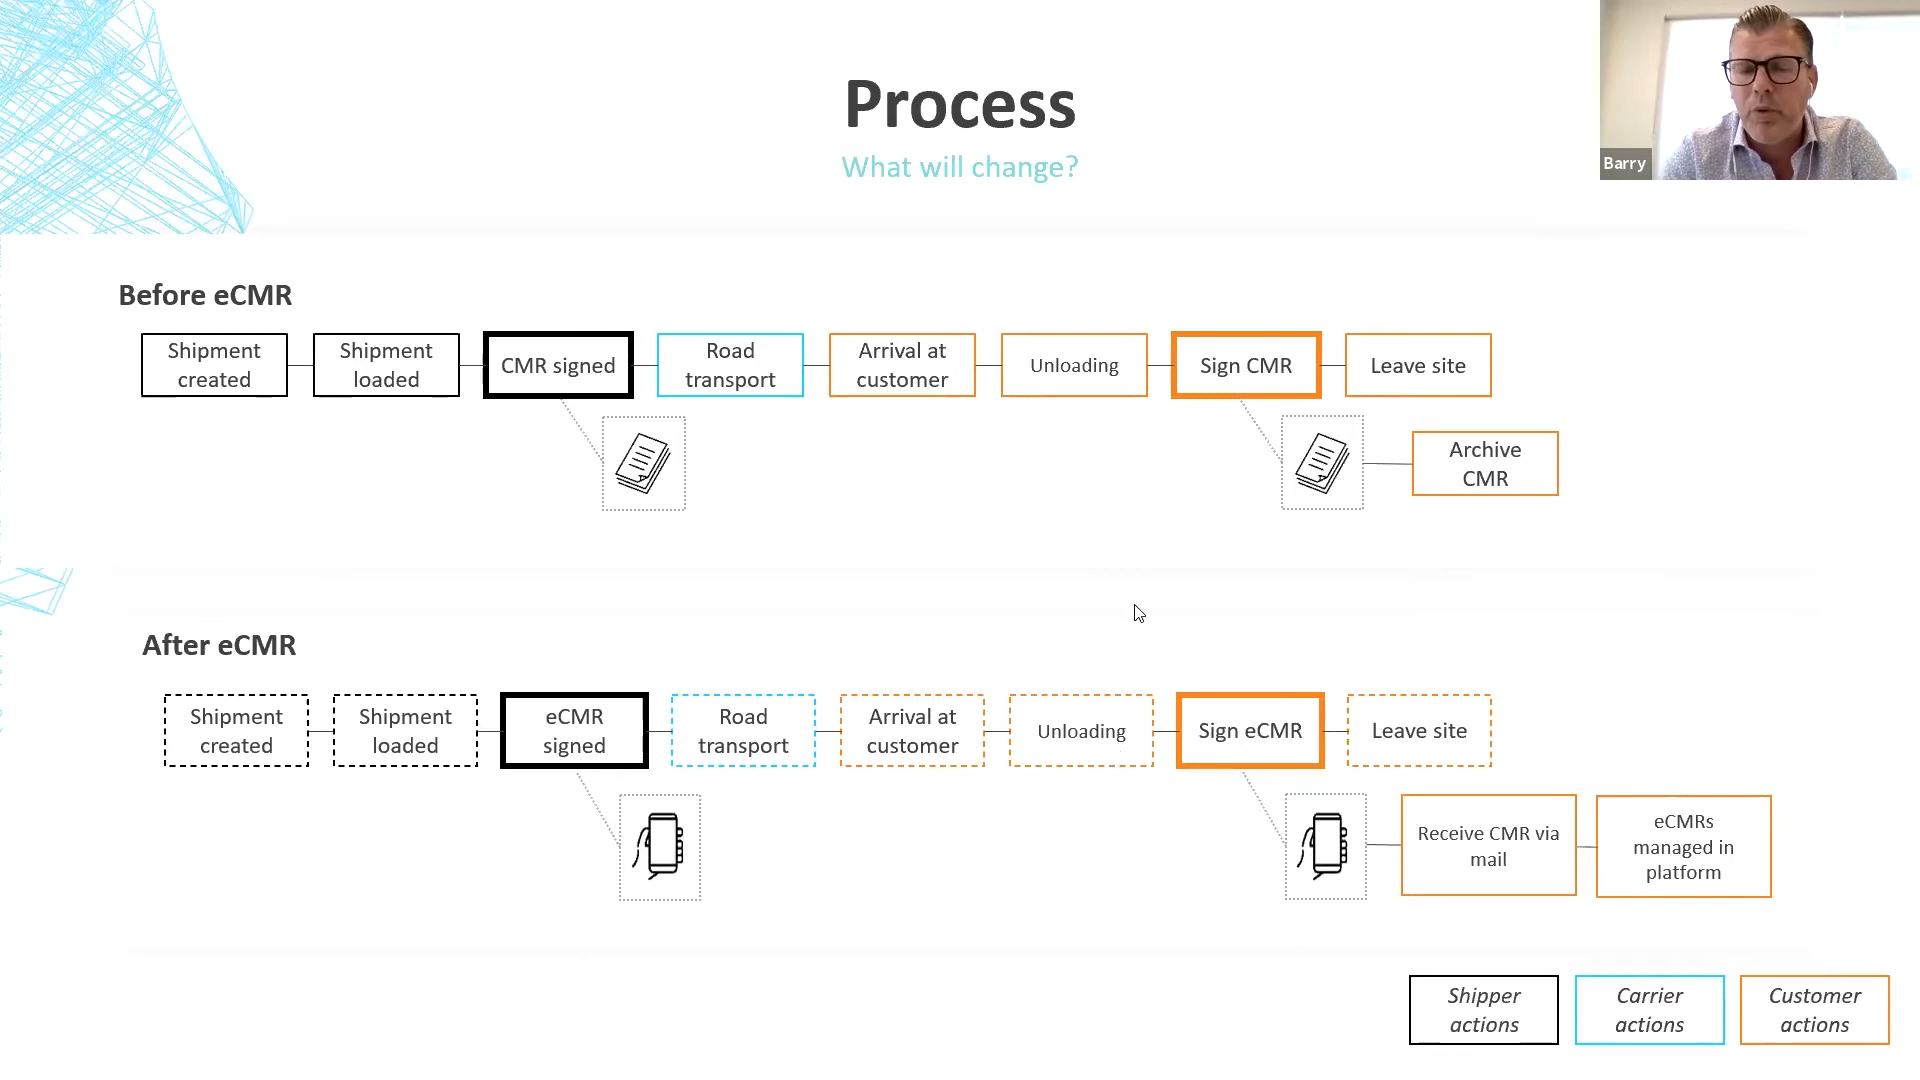 Process
What will change?
Barry
Before eCMR
Shipment
created
Shipment
loaded
CMR signed
Road
transport
Arrival at
customer
Unloading
Sign CMR
Leave site
Archive
CMR
After eCMR
Shipment
created
Shipment
loaded
eCMR
signed
Road
transport
Arrival at
customer
Unloading
Sign eCMR
Leave site
Receive CMR via
mail
eCMRs
managed in
platform
Shipper
actions
Carrier
actions
Customer
actions